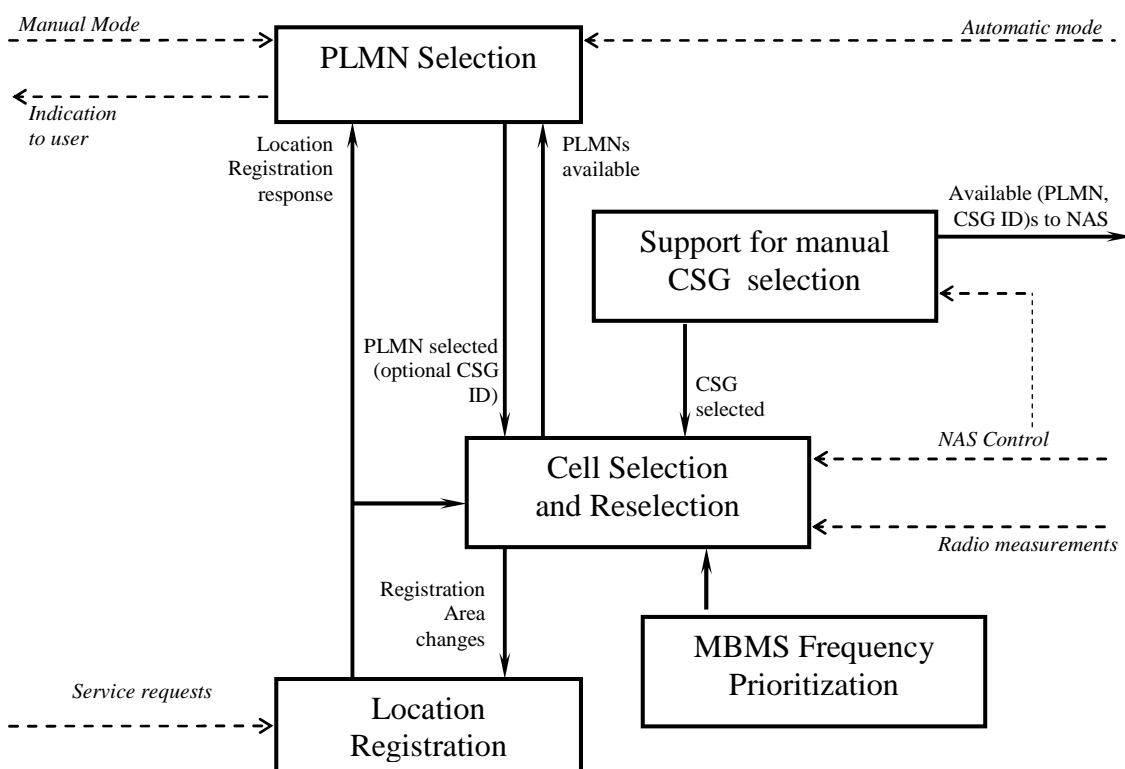 Manual Mode
Automatic mode
PLMN Selection
Indication
to user
Location
Registration
response
PLMNs
available
Available (PLMN,
CSG ID)s to NAS
Support for manual
CSG selection
PLMN selected
(optional CSG
ID)
CSG
selected
NAS Control
Cell Selection
and Reselection
Radio measurements
Registration
Area
changes
MBMS Frequency
Prioritization
Service requests
Location
Registration